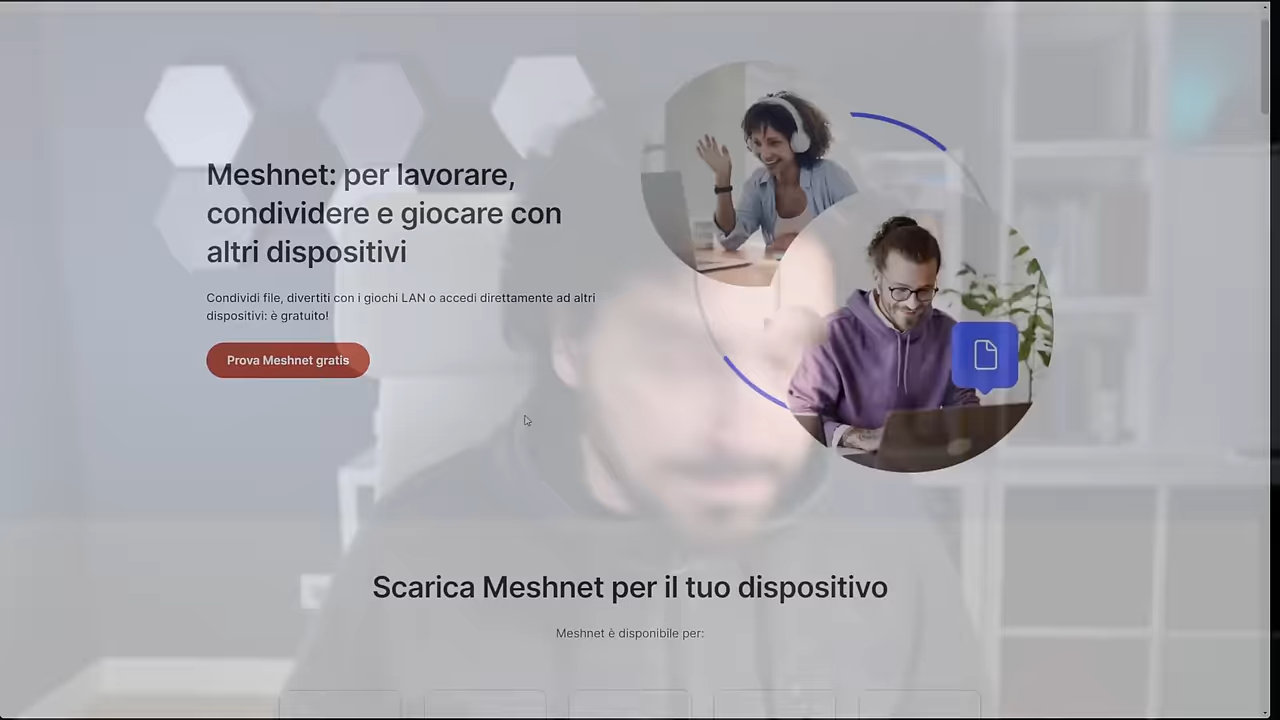 Meshnet: per lavorare,
condividere e giocare con
altri dispositivi
Condividi file, divertiti con i giochi LAN o accedi direttamente ad altri
dispositivi: è gratuito!
Prova Meshnet gratis
Scarica Meshnet per il tuo dispositivo
Meshnet è disponibile per: